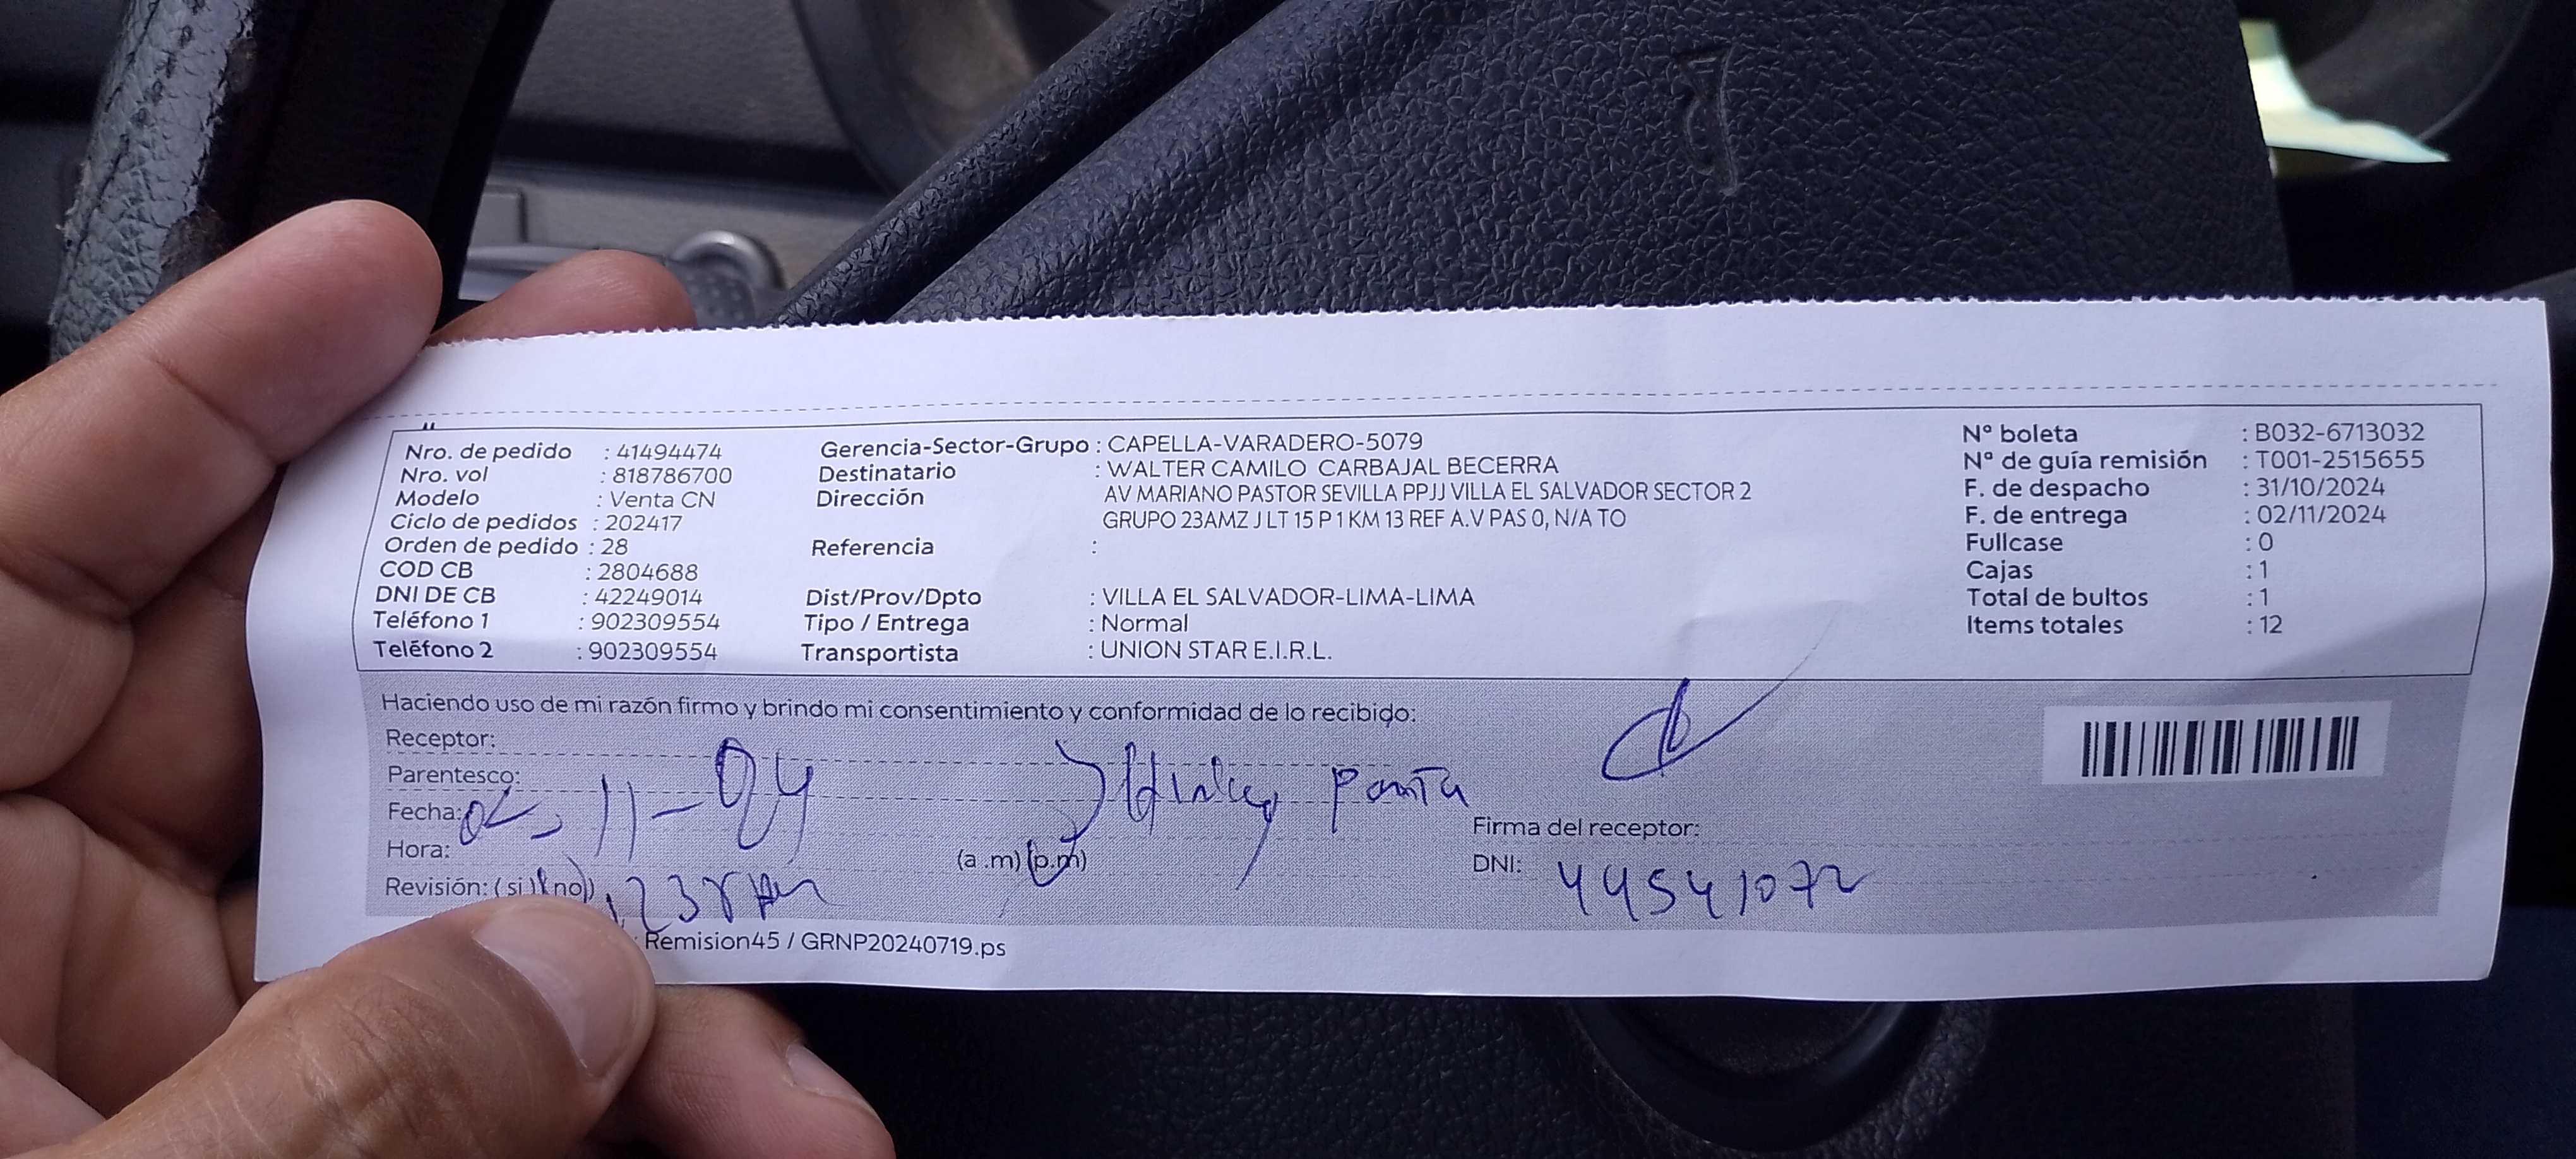 Nro. de pedido : 41494474
Nro. vol : 818786700
Modelo : Venta CN
Ciclo de pedidos : 202417
Orden de pedido : 28
COD CB : 2804688
DNI DE CB : 42249014
Teléfono 1 : 902309554
Teléfono 2 : 902309554
Gerencia-Sector-Grupo : CAPELLA-VARADERO-5079
Destinatario : WALTER CAMILO CARBAJAL BECERRA
Dirección AV MARIANO PASTOR SEVILLA PPJJ VILLA EL SALVADOR SECTOR 2
GRUPO 23AMZ J LT 15 P 1 KM 13 REF A.V PAS 0, N/A TO
Referencia :
Dist/Prov/Dpto : VILLA EL SALVADOR-LIMA-LIMA
Tipo / Entrega : Normal
Transportista : UNION STAR E.I.R.L.
N° boleta : B032-6713032
N° de guía remisión : T001-2515655
F. de despacho : 31/10/2024
F. de entrega : 02/11/2024
Fullcase : 0
Cajas : 1
Total de bultos : 1
Items totales : 12
Haciendo uso de mi razón firmo y brindo mi consentimiento y conformidad de lo recibido:
Receptor:
Parentesco:
Fecha:
Hora: (a .m) (p.m)
Revisión: ( si ) ( no )
Firma del receptor:
DNI: 44541072
Remision45 / GRNP20240719.ps